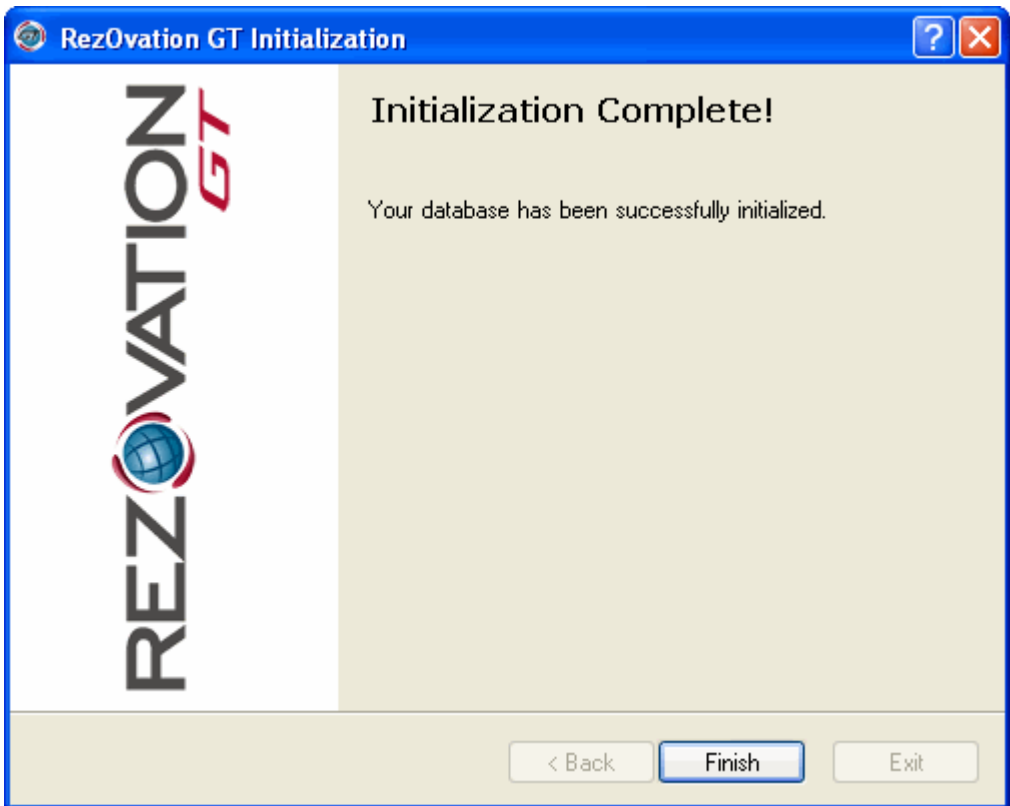 RezOvation GT Initialization
REZOVATION GT
Initialization Complete!
Your database has been successfully initialized.
< Back
Finish
Exit